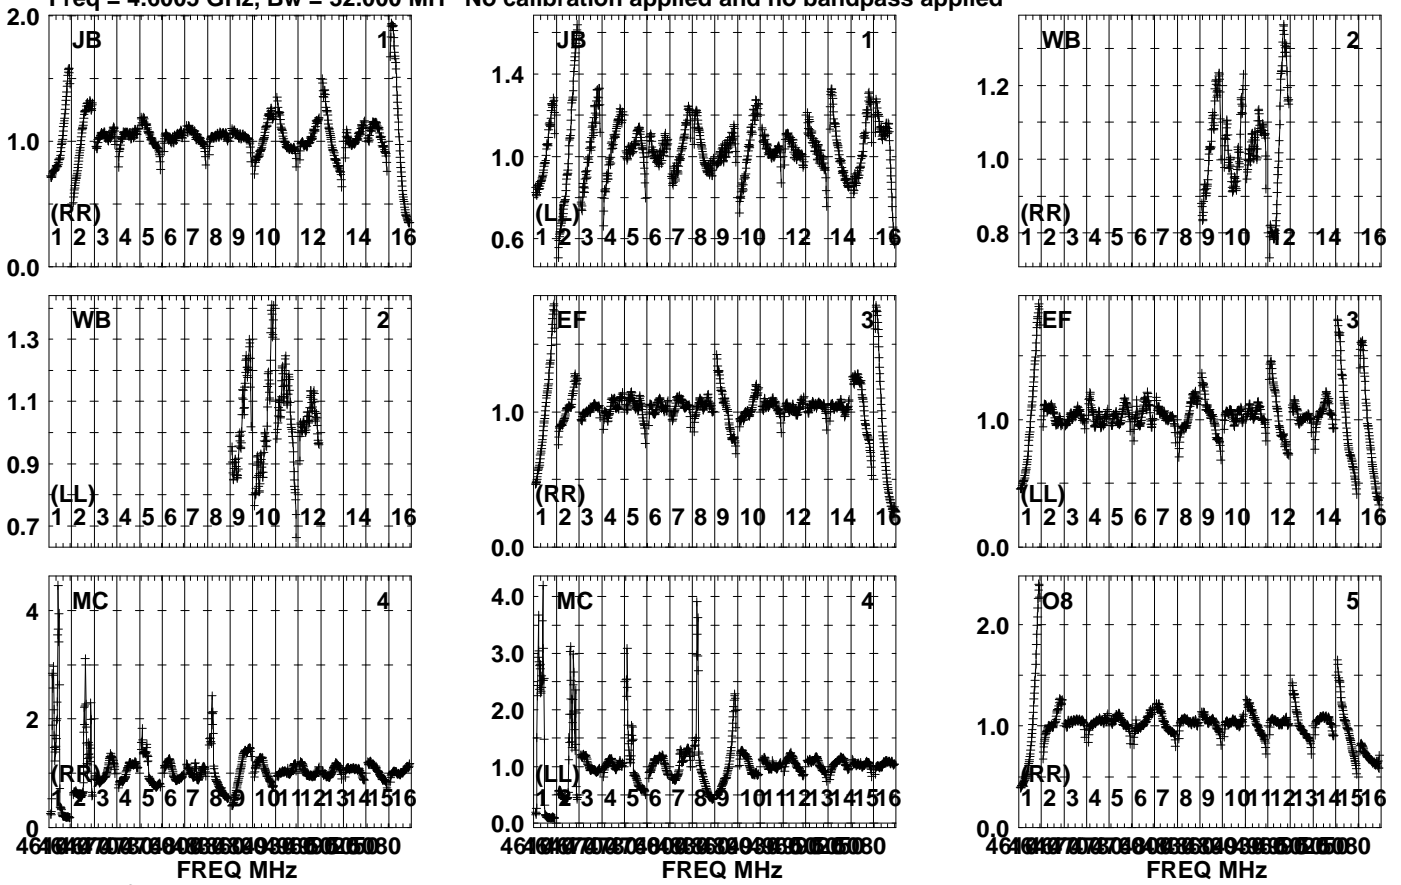 Freq = 4.6005 GHz, Bw = 32.000 MH No calibration applied and no bandpass applied
2.0 JB 1 JB 1 WB 2
1.0 1.4 1.0 0.6 1.2 1.0 0.8
(RR) (LL) (RR)
1 2 3 4 5 6 7 8 9 10 12 14 16 1 2 3 4 5 6 7 8 9 10 12 14 16 1 2 3 4 5 6 7 8 9 10 12 14 16
0.0
WB 2 EF 3 EF 3
1.3 1.1 0.9 0.7 1.0 1.0
(LL) (RR) (LL)
1 2 3 4 5 6 7 8 9 10 12 14 16 1 2 3 4 5 6 7 8 9 10 12 14 16 1 2 3 4 5 6 7 8 9 10 12 14 16
0.0 0.0
MC 4 MC 4 O8 5
4 2 4.0 3.0 2.0 1.0 2.0 1.0
(RR) (LL) (RR)
1 2 3 4 5 6 7 8 9 10 11 12 13 14 15 16 1 2 3 4 5 6 7 8 9 10 11 12 13 14 15 16 1 2 3 4 5 6 7 8 9 10 11 12 13 14 15 16
0 0.0 0.0
FREQ MHz FREQ MHz FREQ MHz